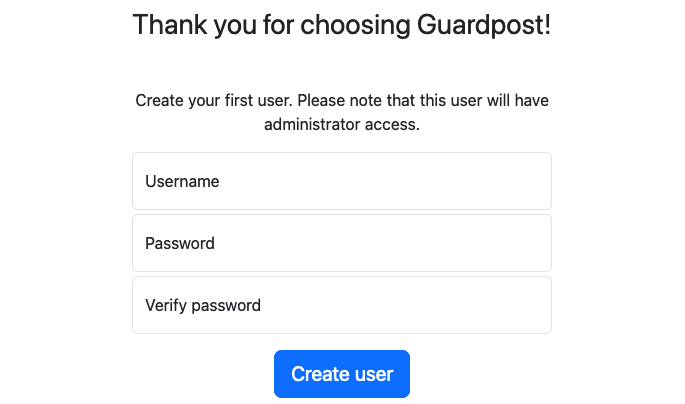 Thank you for choosing Guardpost!
Create your first user. Please note that this user will have
administrator access.
Username
Password
Verify password
Create user